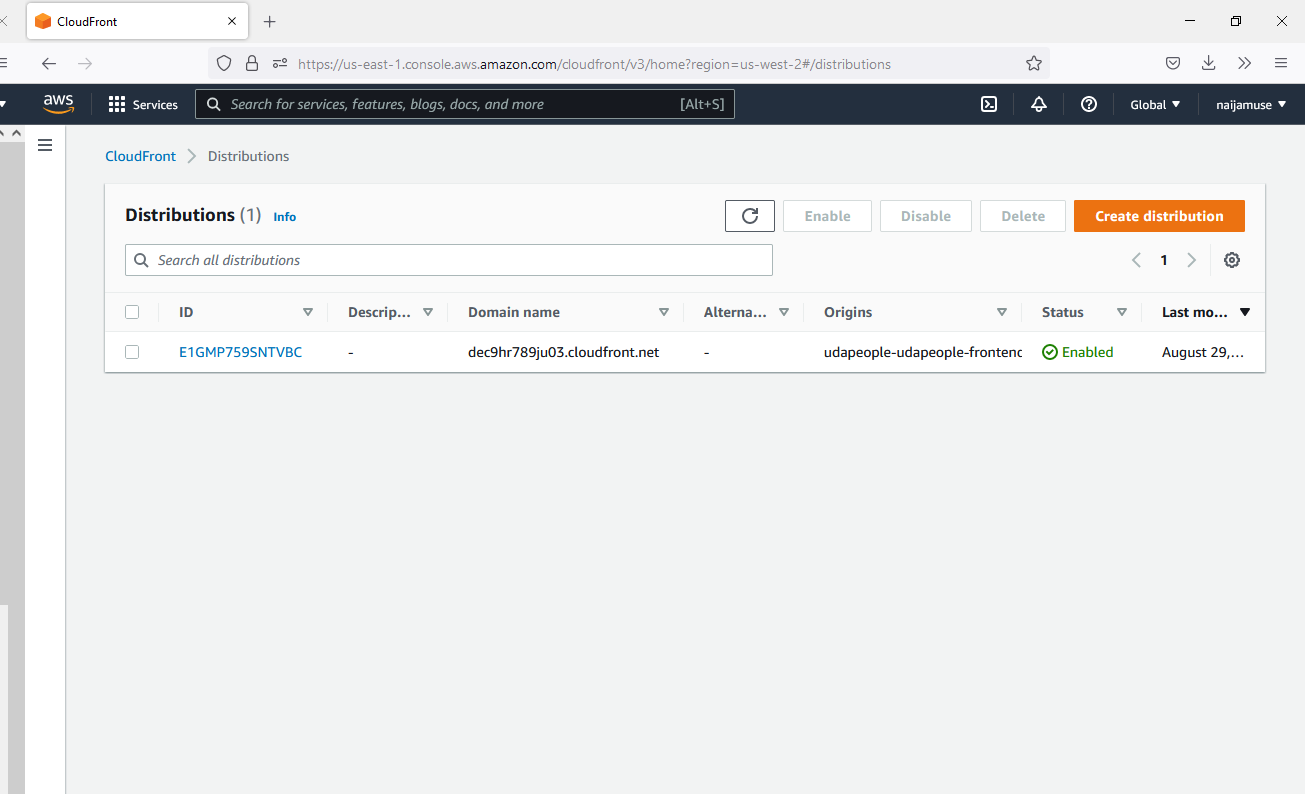 CloudFront
https://us-east-1.console.aws.amazon.com/cloudfront/v3/home?region=us-west-2#/distributions
aws Services Search for services, features, blogs, docs, and more [Alt+S] Global naijamuse
CloudFront Distributions
Distributions (1) Info Enable Disable Delete Create distribution
Search all distributions 1
ID Descrip... Domain name Alterna... Origins Status Last mo...
E1GMP759SNTVBC - dec9hr789ju03.cloudfront.net - udapeople-udapeople-frontenc Enabled August 29,...